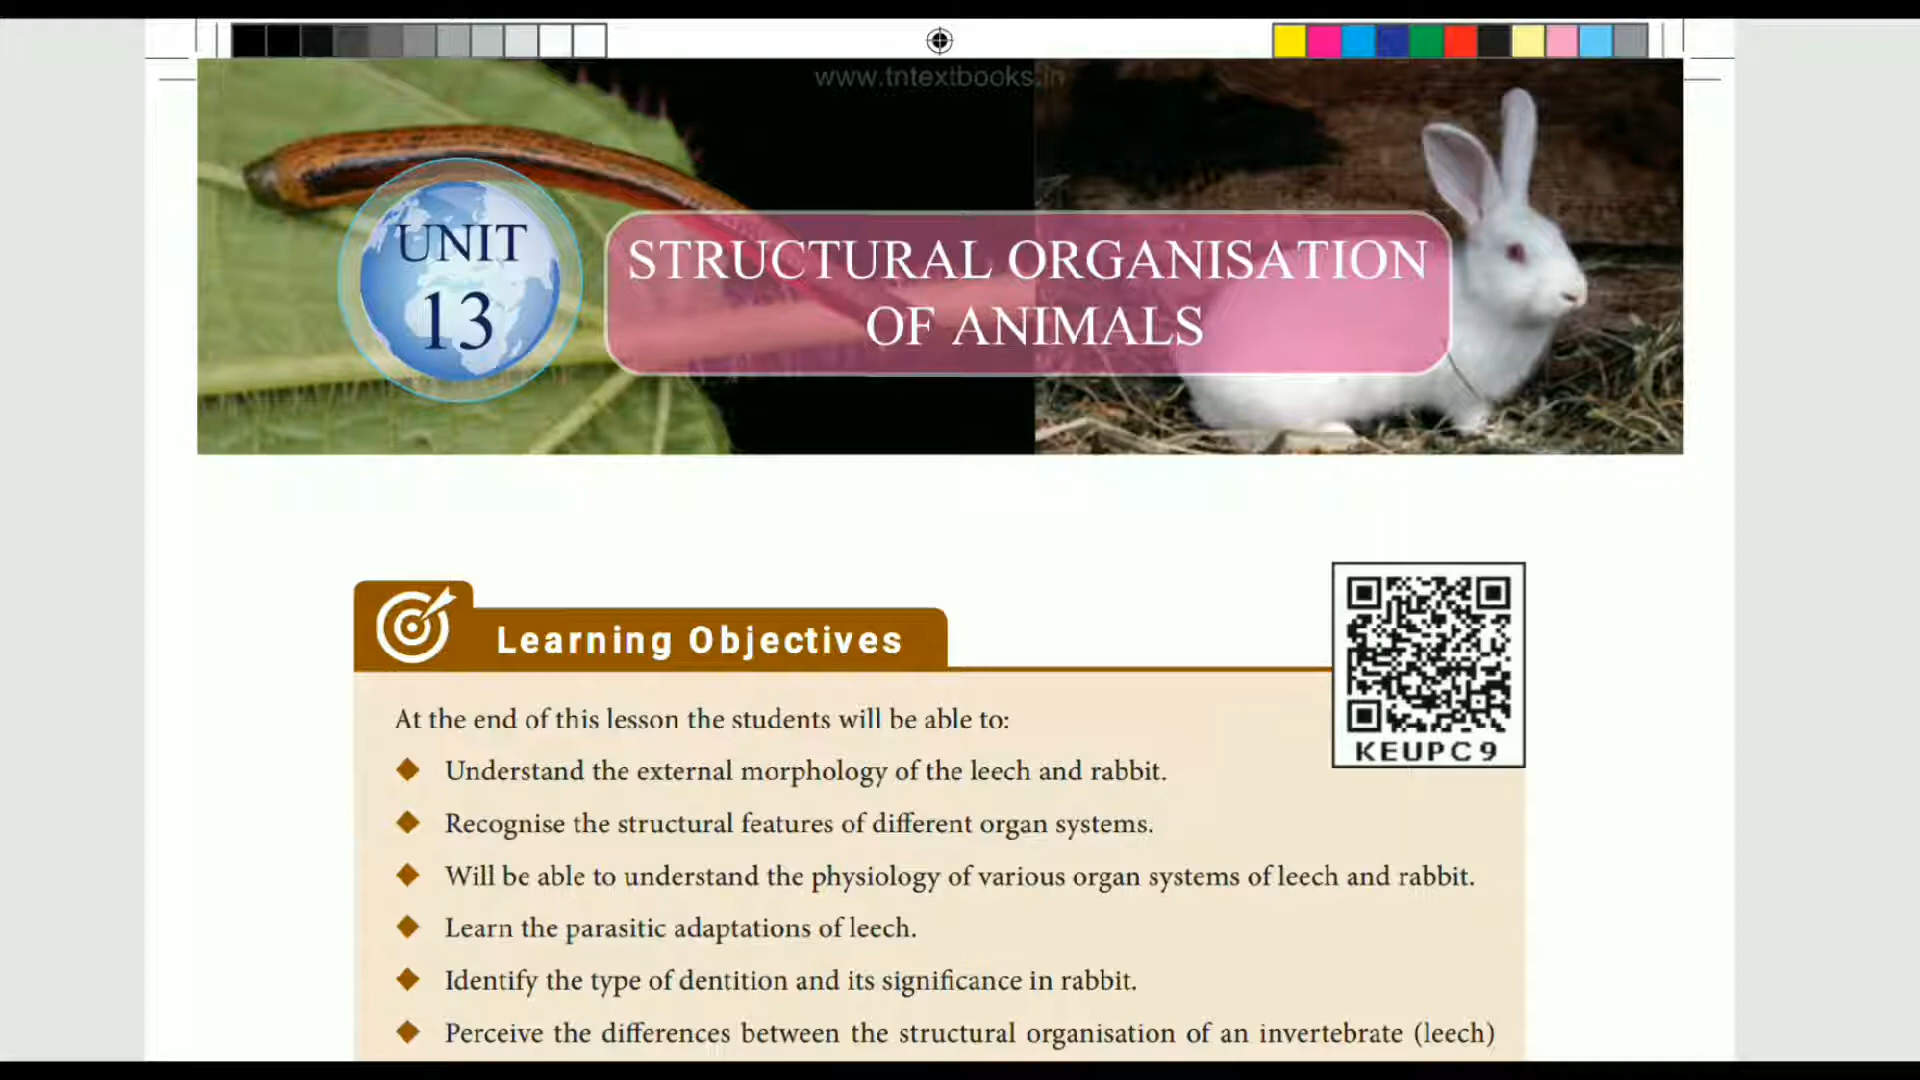 www.tntextbooks.in
UNIT
13
STRUCTURAL ORGANISATION
OF ANIMALS
Learning Objectives
KEUPC9
At the end of this lesson the students will be able to:
Understand the external morphology of the leech and rabbit.
Recognise the structural features of different organ systems.
Will be able to understand the physiology of various organ systems of leech and rabbit.
Learn the parasitic adaptations of leech.
Identify the type of dentition and its significance in rabbit.
Perceive the differences between the structural organisation of an invertebrate (leech)